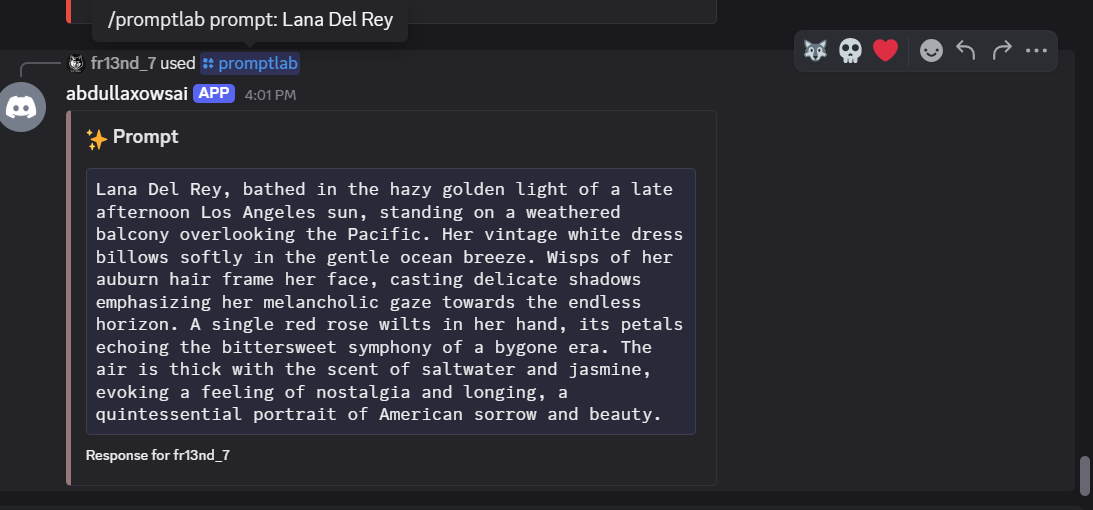 /promptlab prompt: Lana Del Rey
fr13nd_7 used promptlab
abdullaxowsai APP 4:01 PM
✨ Prompt
Lana Del Rey, bathed in the hazy golden light of a late
afternoon Los Angeles sun, standing on a weathered
balcony overlooking the Pacific. Her vintage white dress
billows softly in the gentle ocean breeze. Wisps of her
auburn hair frame her face, casting delicate shadows
emphasizing her melancholic gaze towards the endless
horizon. A single red rose wilts in her hand, its petals
echoing the bittersweet symphony of a bygone era. The
air is thick with the scent of saltwater and jasmine,
evoking a feeling of nostalgia and longing, a
quintessential portrait of American sorrow and beauty.
Response for fr13nd_7